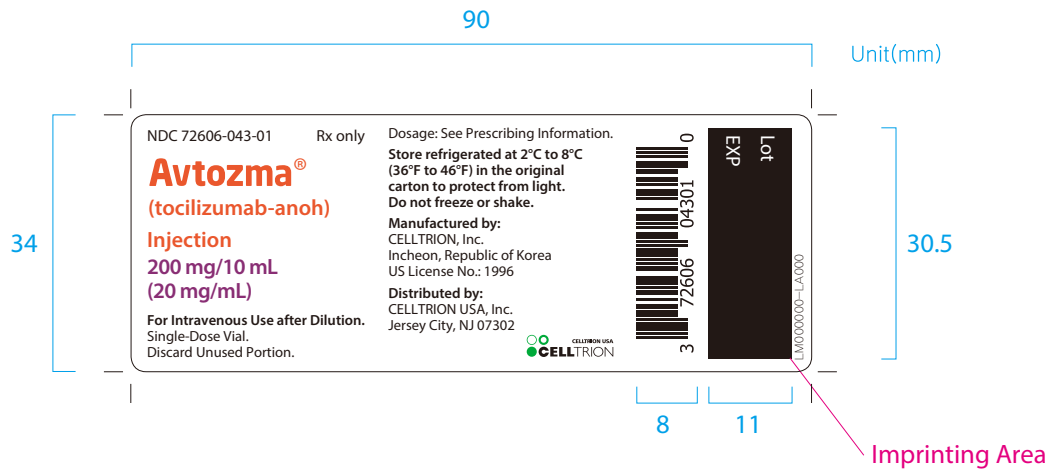 90
Unit(mm)
34
NDC 72606-043-01 Rx only
Avtozma®
(tocilizumab-anoh)
Injection
200 mg/10 mL
(20 mg/mL)
For Intravenous Use after Dilution.
Single-Dose Vial.
Discard Unused Portion.
Dosage: See Prescribing Information.
Store refrigerated at 2°C to 8°C
(36°F to 46°F) in the original
carton to protect from light.
Do not freeze or shake.
Manufactured by:
CELLTRION, Inc.
Incheon, Republic of Korea
US License No.: 1996
Distributed by:
CELLTRION USA, Inc.
Jersey City, NJ 07302
CELLTRION USA
CELLTRION
3 72606 04301 0
Lot
EXP
LM000000-LA000
30.5
8
11
Imprinting Area